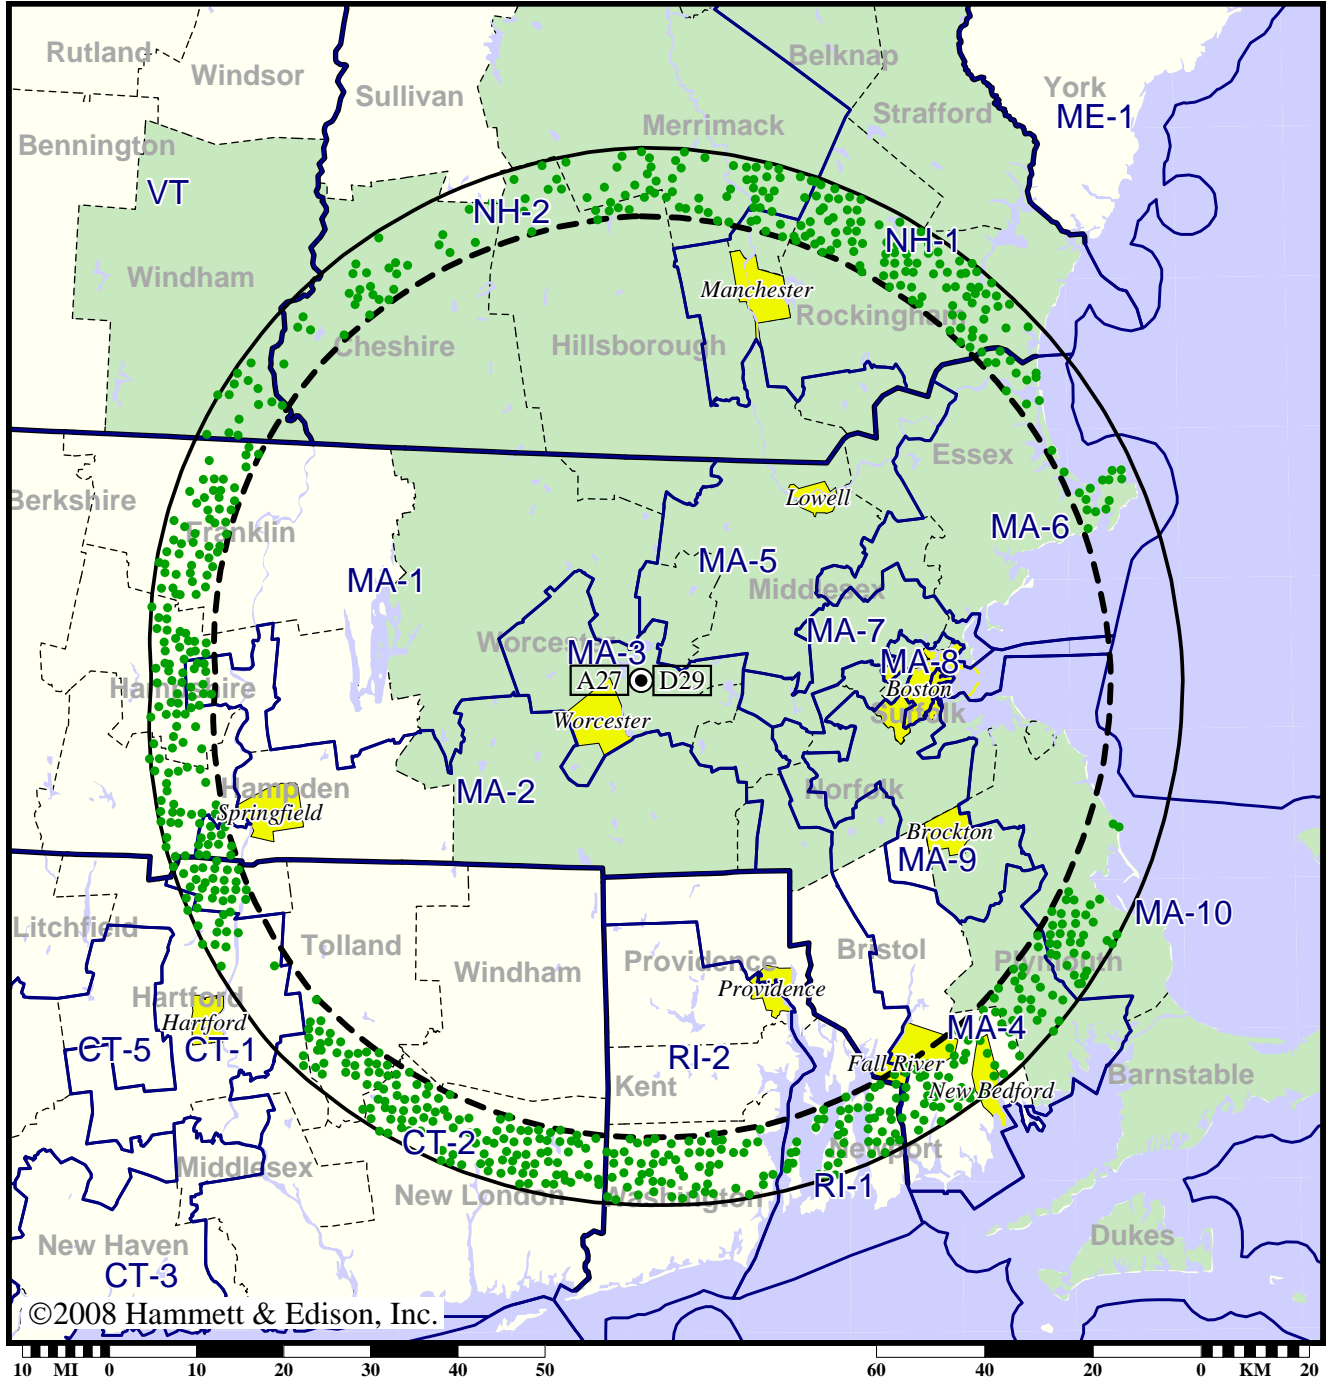 Rutland
Windsor
Sullivan
Belknap
York
ME-1
Strafford
Merrimack
Bennington
VT
NH-2
NH-1
Windham
Manchester
Rockingham
Cheshire
Hillsborough
Essex
Berkshire
Lowell
Franklin
MA-6
MA-5
MA-1
Middlesex
MA-7
Worcester
MA-3
MA-8
A27
D29
Boston
Hampshire
Suffolk
Worcester
Hampden
MA-2
Norfolk
Springfield
Brockton
MA-9
MA-10
Litchfield
Tolland
Bristol
Windham
Providence
Plymouth
Providence
Hartford
Hartford
MA-4
CT-5
CT-1
RI-2
Fall River
Kent
Barnstable
New Bedford
CT-2
Newport
Middlesex
RI-1
New London
Washington
Dukes
New Haven
CT-3
©2008 Hammett & Edison, Inc.
10 MI 0 10 20 30 40 50 60 40 20 0 KM 20